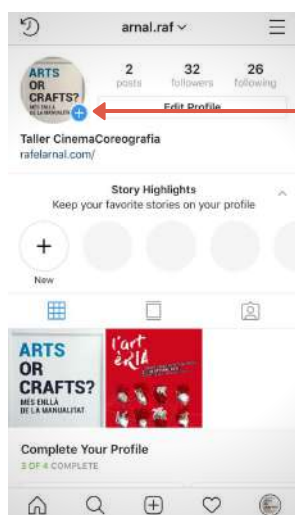 arnal.raf
ARTS
OR
CRAFTS?
MÉS ENLLÀ
DE LA MANUALITAT
2
32
26
posts
followers
following
Edit Profile
Taller CinemaCoreografia
rafelarnal.com/
Story Highlights
Keep your favorite stories on your profile
New
ARTS
OR
CRAFTS?
MÉS ENLLÀ
DE LA MANUALITAT
l'art
èRIA
Complete Your Profile
3 OF 4 COMPLETE